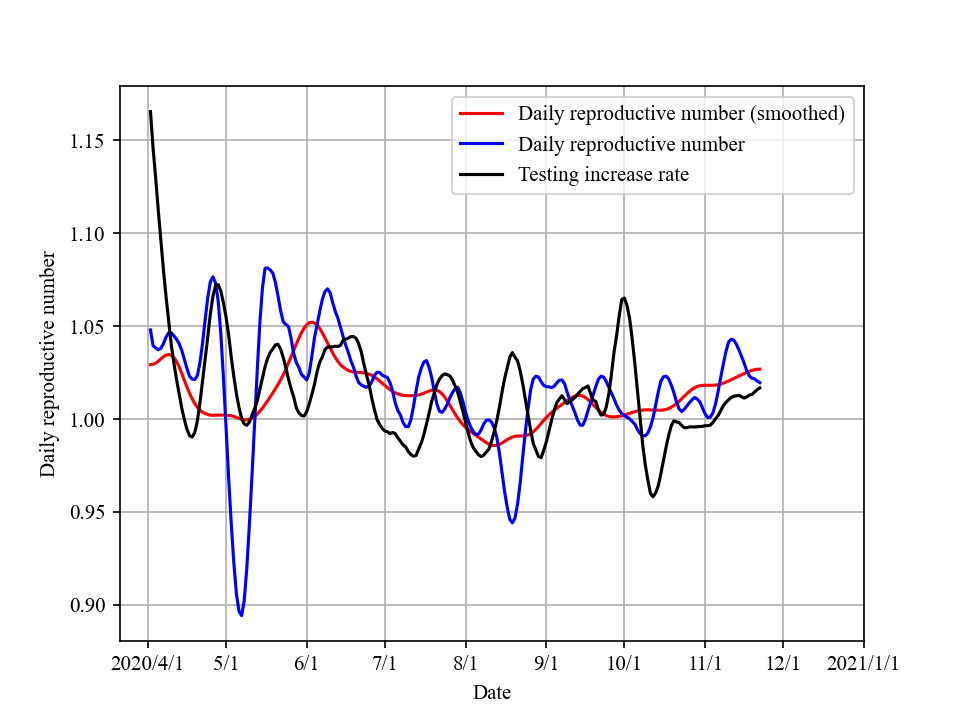 Daily reproductive number (smoothed)
Daily reproductive number
Testing increase rate
1.15
1.10
1.05
1.00
0.95
0.90
Daily reproductive number
2020/4/1 5/1 6/1 7/1 8/1 9/1 10/1 11/1 12/1 2021/1/1
Date